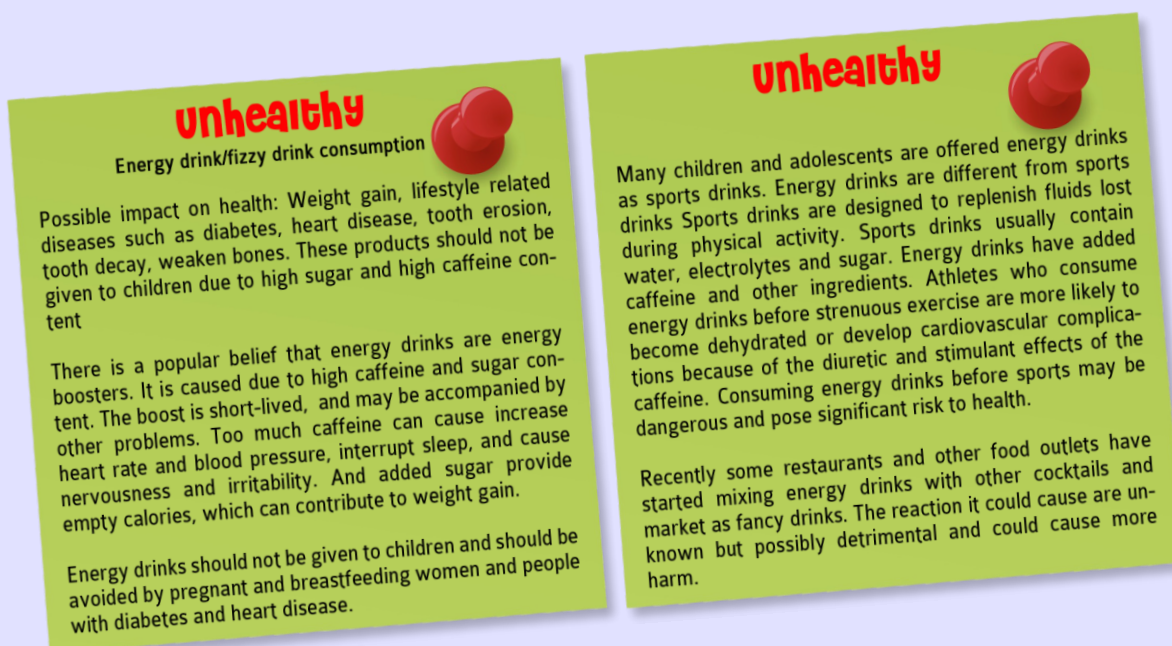 unhealthy
Energy drink/fizzy drink consumption
Possible impact on health: Weight gain, lifestyle related
diseases such as diabetes, heart disease, tooth erosion,
tooth decay, weaken bones. These products should not be
given to children due to high sugar and high caffeine con-
tent
There is a popular belief that energy drinks are energy
boosters. It is caused due to high caffeine and sugar con-
tent. The boost is short-lived, and may be accompanied by
other problems. Too much caffeine can cause increase
heart rate and blood pressure, interrupt sleep, and cause
nervousness and irritability. And added sugar provide
empty calories, which can contribute to weight gain.
Energy drinks should not be given to children and should be
avoided by pregnant and breastfeeding women and people
with diabetes and heart disease.
unhealthy
Many children and adolescents are offered energy drinks
as sports drinks. Energy drinks are different from sports
drinks Sports drinks are designed to replenish fluids lost
during physical activity. Sports drinks usually contain
water, electrolytes and sugar. Energy drinks have added
caffeine and other ingredients. Athletes who consume
energy drinks before strenuous exercise are more likely to
become dehydrated or develop cardiovascular complica-
tions because of the diuretic and stimulant effects of the
caffeine. Consuming energy drinks before sports may be
dangerous and pose significant risk to health.
Recently some restaurants and other food outlets have
started mixing energy drinks with other cocktails and
market as fancy drinks. The reaction it could cause are un-
known but possibly detrimental and could cause more
harm.